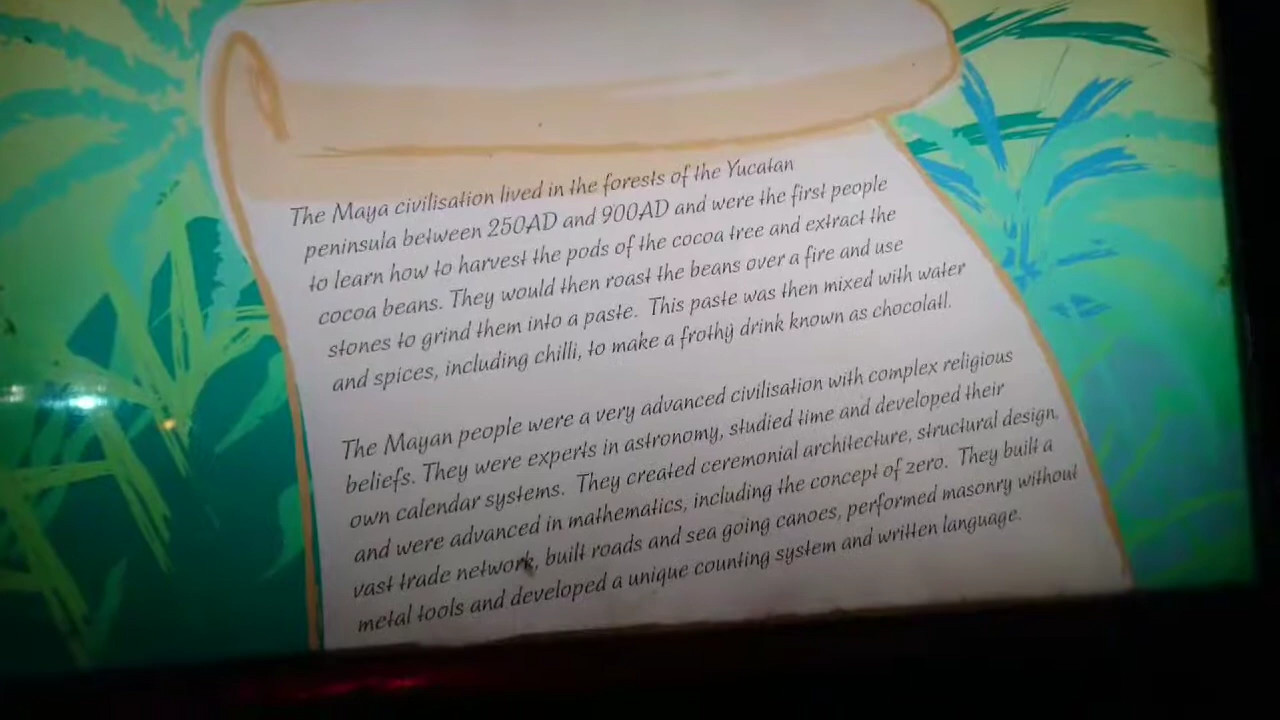 The Maya civilisation lived in the forests of the Yucatan
peninsula between 250AD and 900AD and were the first people
to learn how to harvest the pods of the cocoa tree and extract the
cocoa beans. They would then roast the beans over a fire and use
stones to grind them into a paste. This paste was then mixed with water
and spices, including chilli, to make a frothy drink known as chocolatl.
The Mayan people were a very advanced civilisation with complex religious
beliefs. They were experts in astronomy, studied time and developed their
own calendar systems. They created ceremonial architecture, structural design,
and were advanced in mathematics, including the concept of zero. They built a
vast trade network, built roads and sea going canoes, performed masonry without
metal tools and developed a unique counting system and written language.